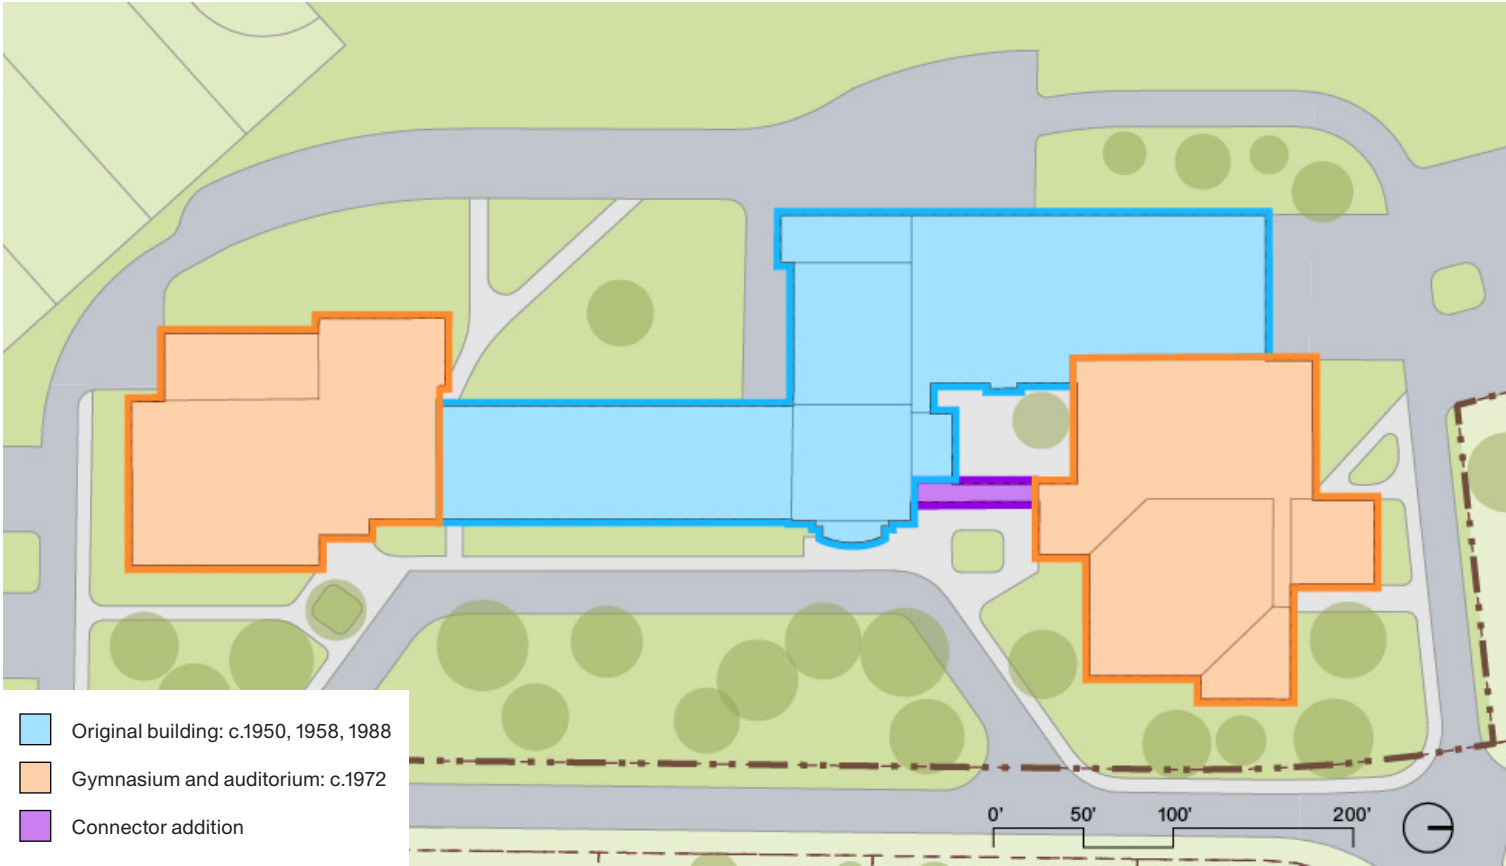 Original building: c.1950, 1958, 1988
Gymnasium and auditorium: c.1972
Connector addition
0' 50' 100' 200'